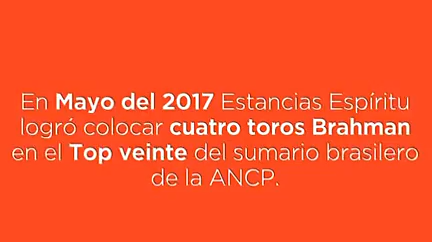 En Mayo del 2017 Estancias Espíritu
logró colocar cuatro toros Brahman
en el Top veinte del sumario brasilero
de la ANCP.